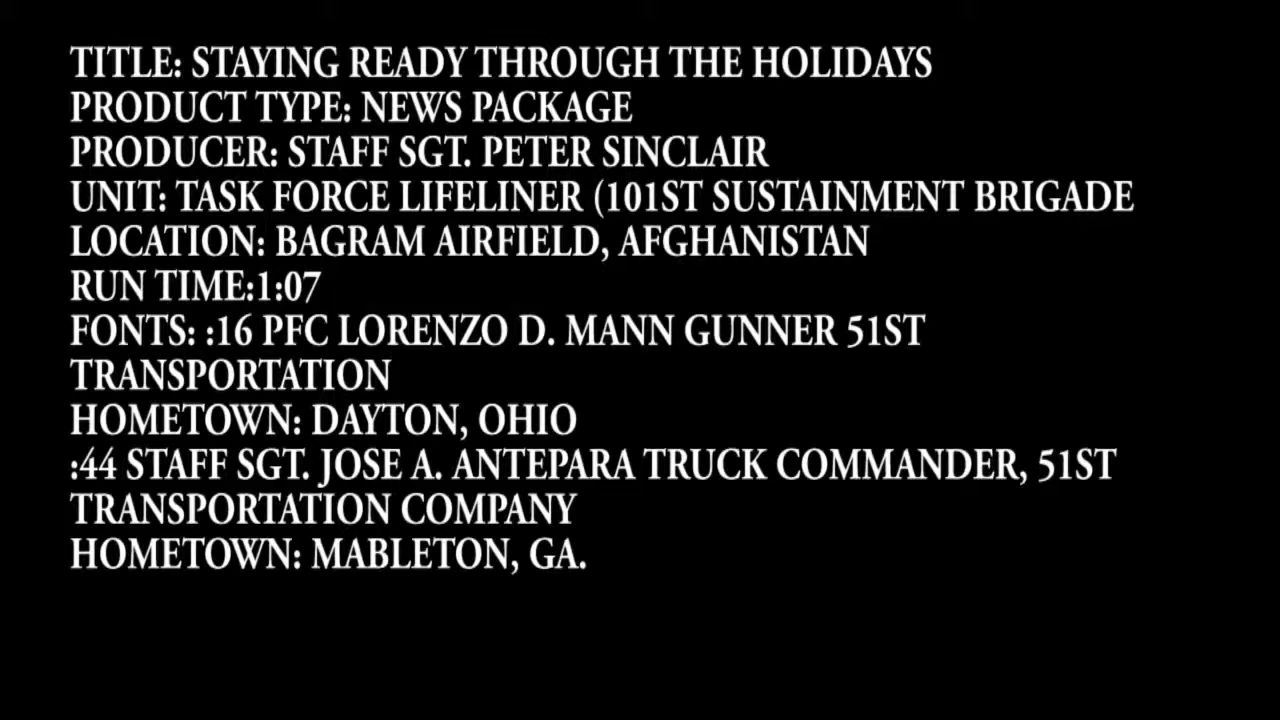 TITLE: STAYING READY THROUGH THE HOLIDAYS
PRODUCT TYPE: NEWS PACKAGE
PRODUCER: STAFF SGT. PETER SINCLAIR
UNIT: TASK FORCE LIFELINER (101ST SUSTAINMENT BRIGADE
LOCATION: BAGRAM AIRFIELD, AFGHANISTAN
RUN TIME:1:07
FONTS: :16 PFC LORENZO D. MANN GUNNER 51ST
TRANSPORTATION
HOMETOWN: DAYTON, OHIO
:44 STAFF SGT. JOSE A. ANTEPARA TRUCK COMMANDER, 51ST
TRANSPORTATION COMPANY
HOMETOWN: MABLETON, GA.